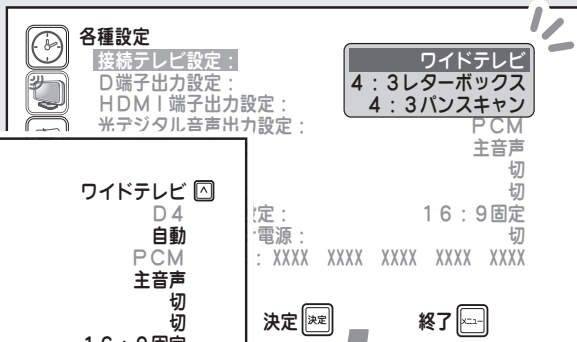 各種設定
接続テレビ設定：
ワイドテレビ
D端子出力設定：
4：3レターボックス
HDMI端子出力設定：
4：3パンスキャン
光デジタル音声出力設定：
PCM
主音声
切
切
定：
16：9固定
電源：
切
: XXXX XXXX XXXX XXXX XXXX
決定 決定
終了 メニュー
ワイドテレビ
D4
自動
PCM
主音声
切
切
16：9固定